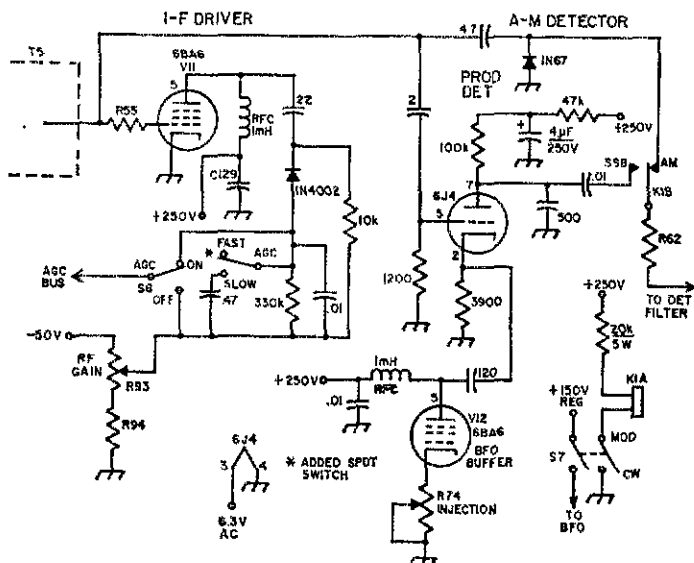 I-F DRIVER
A-M DETECTOR
T5
6BA6
V11
5
R55
RFC
1mH
22
C129
+250V
1N4002
10k
47
1N67
PROD
DET
2
47k
+250V
+
4µF
250V
100k
7
6J4
5
2
.01
SSB
AM
K1B
500
R62
TO DET
FILTER
AGC
BUS
AGC
ON
S6
OFF
* FAST
AGC
SLOW
.47
330k
.01
1200
3900
-50V
RF
GAIN
R93
R94
1mH
+250V
RFC
.01
120
5
V12
6BA6
BFO
BUFFER
R74
INJECTION
6J4
3
4
6.3V
AC
* ADDED SPDT
SWITCH
+250V
20k
5W
K1A
+150V
REG
MOD
S7
CW
TO
BFO